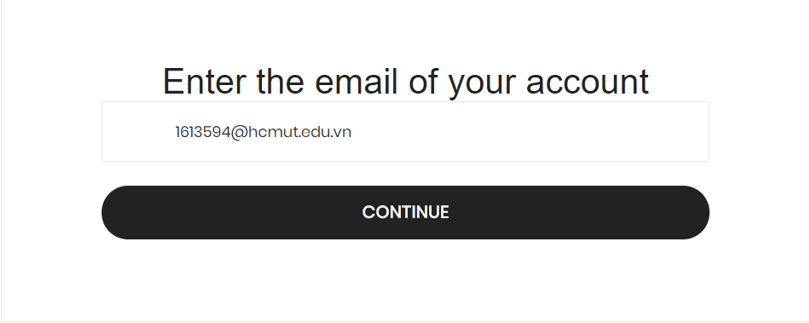 Enter the email of your account
1613594@hcmut.edu.vn
CONTINUE